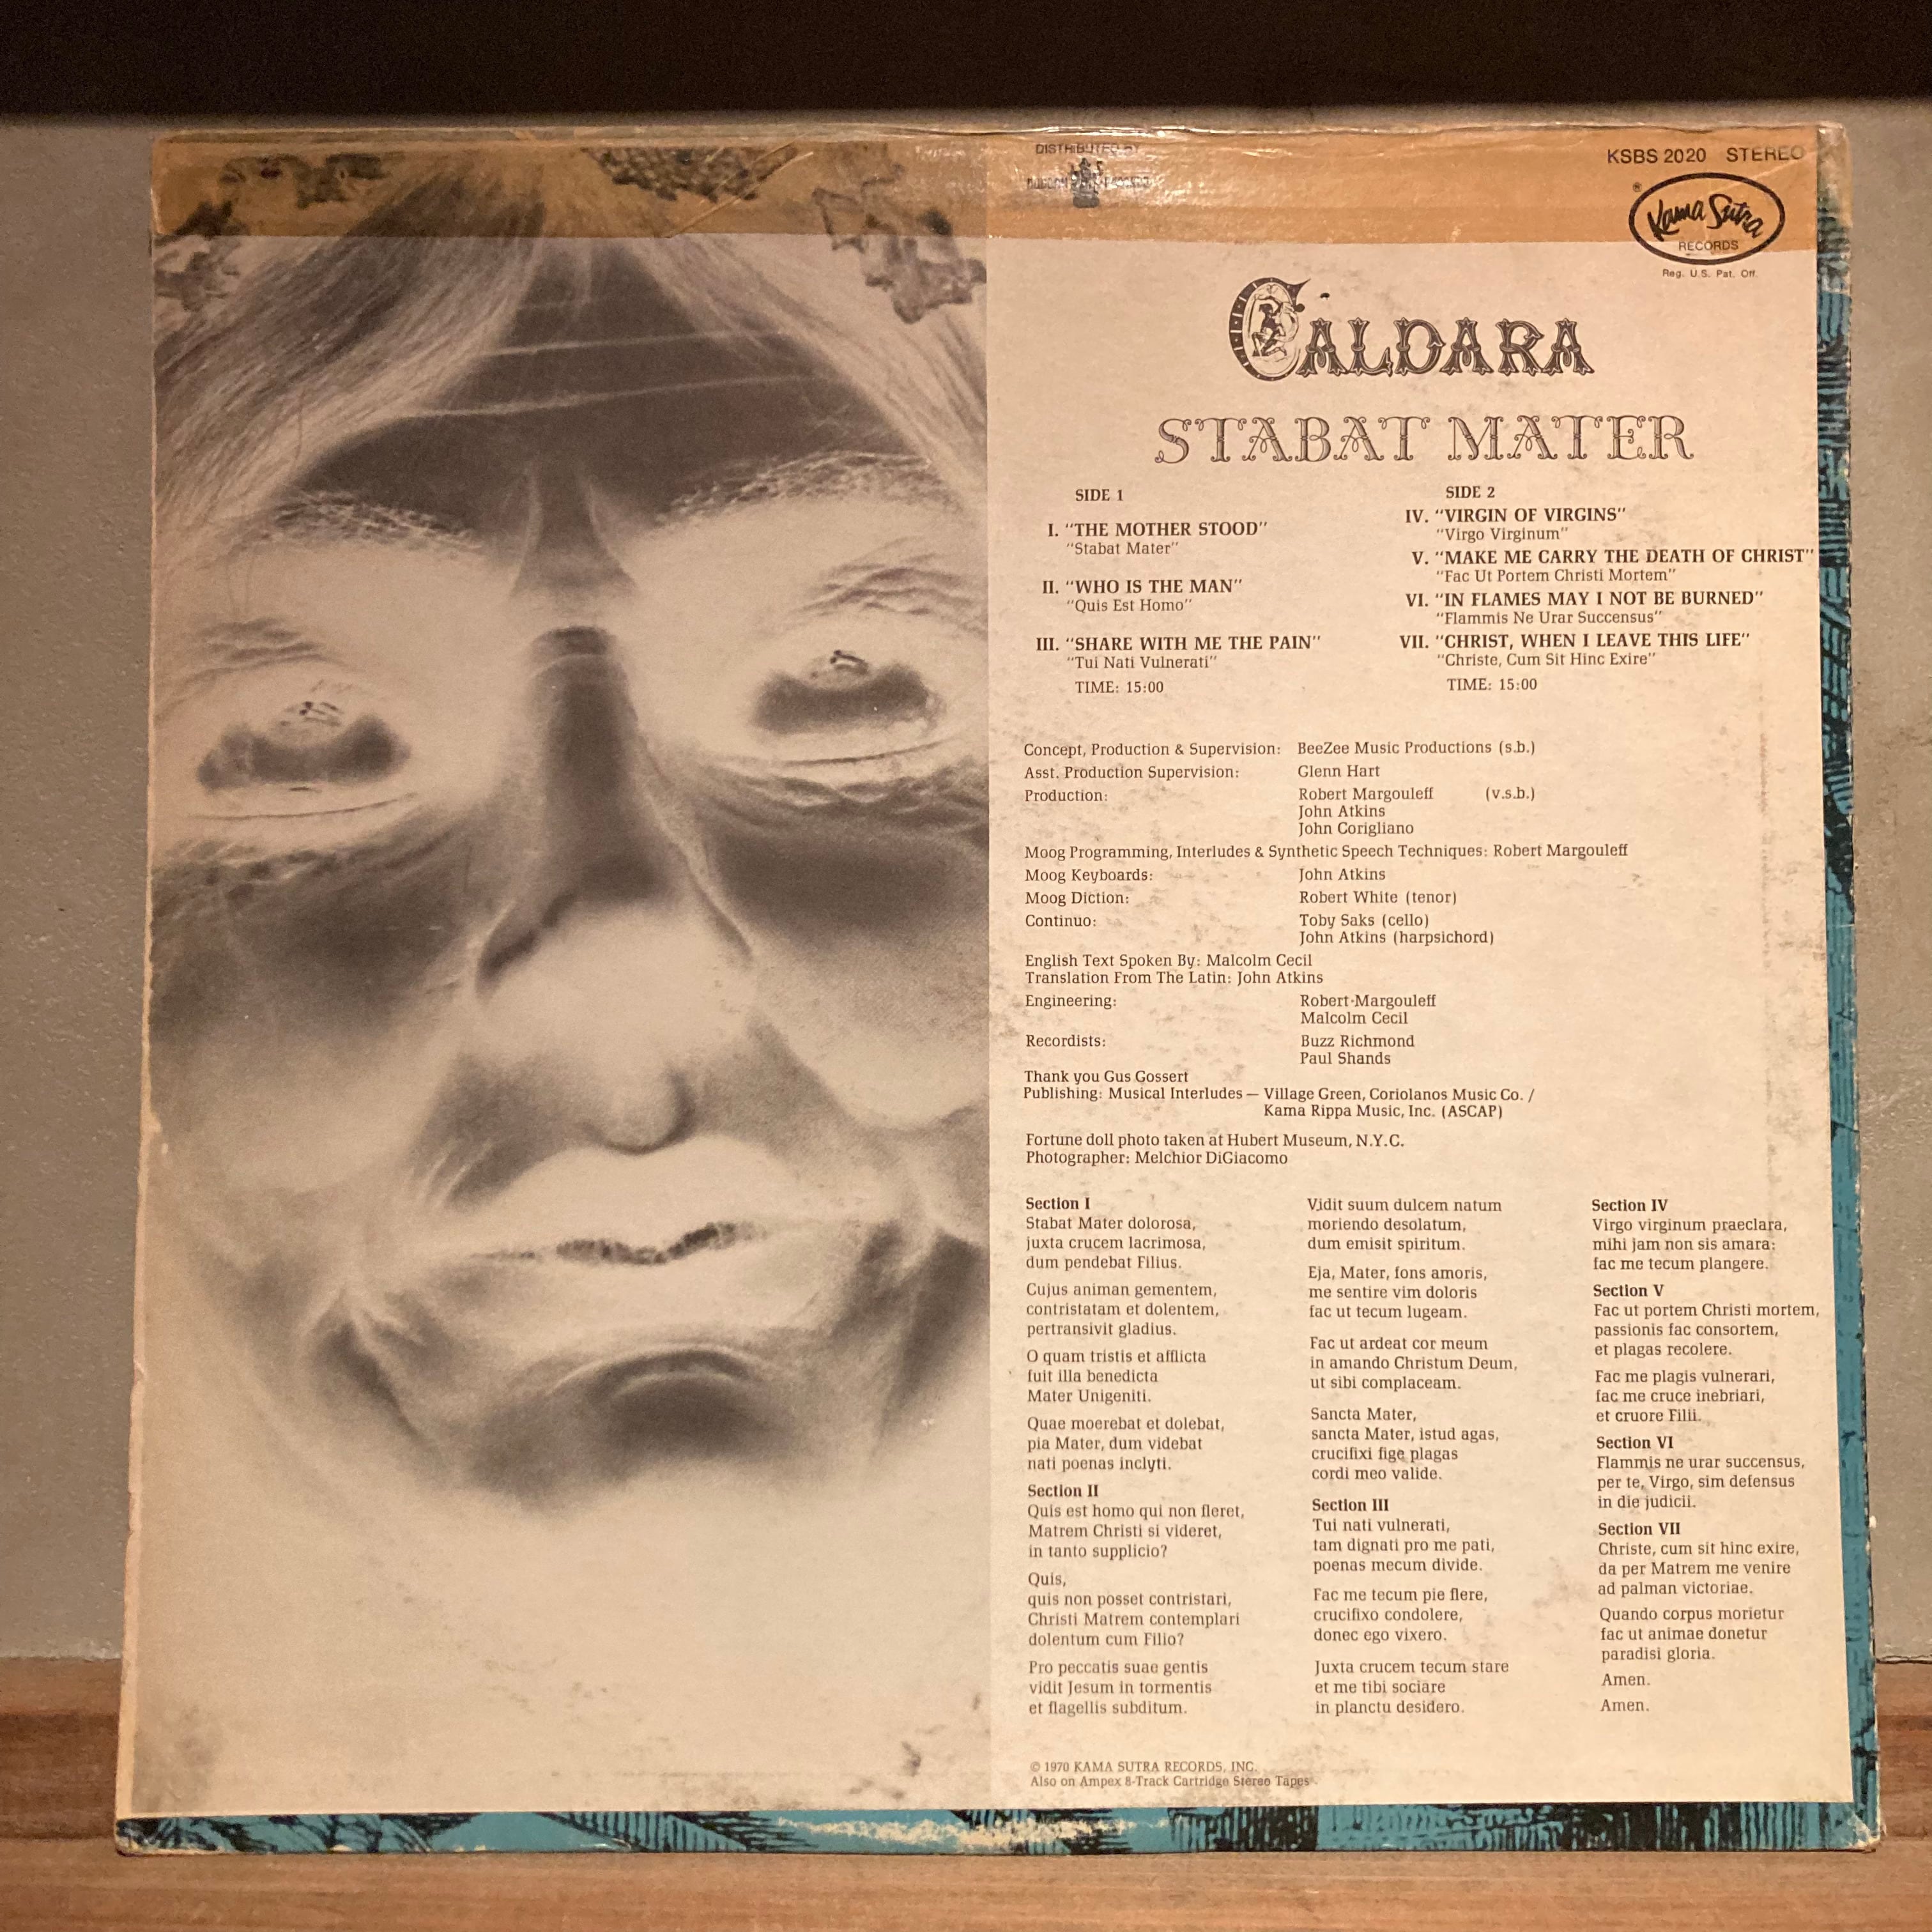 DISTRIBUTED BY
KSBS 2020 STEREO
®
Kama Sutra
RECORDS
Reg. U.S. Pat. Off.
CALDARA
STABAT MATER
SIDE 1
I. "THE MOTHER STOOD"
"Stabat Mater"
II. "WHO IS THE MAN"
"Quis Est Homo"
III. "SHARE WITH ME THE PAIN"
"Tui Nati Vulnerati"
TIME: 15:00
SIDE 2
IV. "VIRGIN OF VIRGINS"
"Virgo Virginum"
V. "MAKE ME CARRY THE DEATH OF CHRIST"
"Fac Ut Portem Christi Mortem"
VI. "IN FLAMES MAY I NOT BE BURNED"
"Flammis Ne Urar Succensus"
VII. "CHRIST, WHEN I LEAVE THIS LIFE"
"Christe, Cum Sit Hinc Exire"
TIME: 15:00
Concept, Production & Supervision: BeeZee Music Productions (s.b.)
Asst. Production Supervision: Glenn Hart
Production: Robert Margouleff (v.s.b.)
John Atkins
John Corigliano
Moog Programming, Interludes & Synthetic Speech Techniques: Robert Margouleff
Moog Keyboards: John Atkins
Moog Diction: Robert White (tenor)
Continuo: Toby Saks (cello)
John Atkins (harpsichord)
English Text Spoken By: Malcolm Cecil
Translation From The Latin: John Atkins
Engineering: Robert Margouleff
Malcolm Cecil
Recordists: Buzz Richmond
Paul Shands
Thank you Gus Gossert
Publishing: Musical Interludes — Village Green, Coriolanos Music Co. /
Kama Rippa Music, Inc. (ASCAP)
Fortune doll photo taken at Hubert Museum, N.Y.C.
Photographer: Melchior DiGiacomo
Section I
Stabat Mater dolorosa,
juxta crucem lacrimosa,
dum pendebat Filius.
Cujus animan gementem,
contristatam et dolentem,
pertransivit gladius.
O quam tristis et afflicta
fuit illa benedicta
Mater Unigeniti.
Quae moerebat et dolebat,
pia Mater, dum videbat
nati poenas inclyti.
Section II
Quis est homo qui non fleret,
Matrem Christi si videret,
in tanto supplicio?
Quis,
quis non posset contristari,
Christi Matrem contemplari
dolentum cum Filio?
Pro peccatis suae gentis
vidit Jesum in tormentis
et flagellis subditum.
Vidit suum dulcem natum
moriendo desolatum,
dum emisit spiritum.
Eja, Mater, fons amoris,
me sentire vim doloris
fac ut tecum lugeam.
Fac ut ardeat cor meum
in amando Christum Deum,
ut sibi complaceam.
Sancta Mater,
sancta Mater, istud agas,
crucifixi fige plagas
cordi meo valide.
Section III
Tui nati vulnerati,
tam dignati pro me pati,
poenas mecum divide.
Fac me tecum pie flere,
crucifixo condolere,
donec ego vixero.
Juxta crucem tecum stare
et me tibi sociare
in planctu desidero.
Section IV
Virgo virginum praeclara,
mihi jam non sis amara:
fac me tecum plangere.
Section V
Fac ut portem Christi mortem,
passionis fac consortem,
et plagas recolere.
Fac me plagis vulnerari,
fac me cruce inebriari,
et cruore Filii.
Section VI
Flammis ne urar succensus,
per te, Virgo, sim defensus
in die judicii.
Section VII
Christe, cum sit hinc exire,
da per Matrem me venire
ad palman victoriae.
Quando corpus morietur
fac ut animae donetur
paradisi gloria.
Amen.
Amen.
© 1970 KAMA SUTRA RECORDS, INC.
Also on Ampex 8-Track Cartridge Stereo Tapes